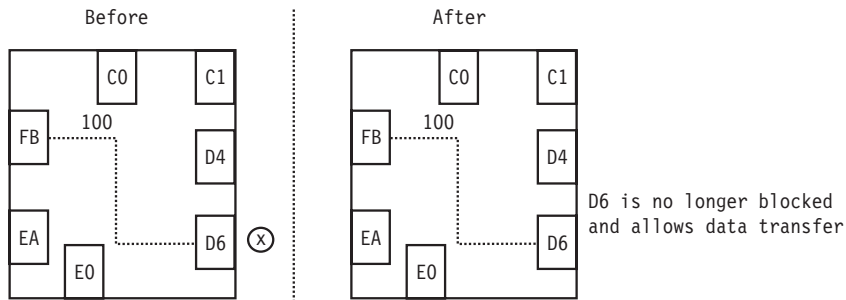 Before
After
C0
C1
FB
100
D4
EA
D6
X
E0
C0
C1
FB
100
D4
EA
D6
E0
D6 is no longer blocked
and allows data transfer